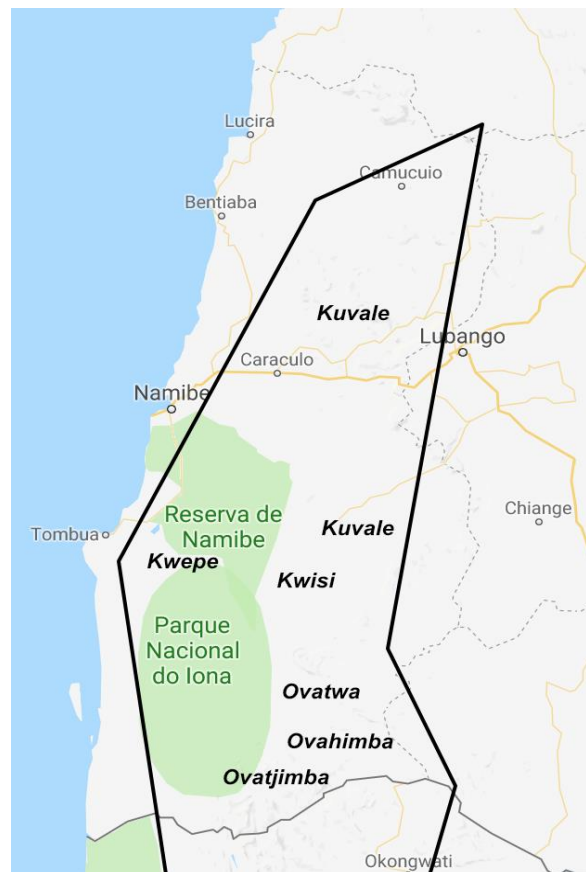 Lucira
Camucuio
Bentiaba
Kuvale
Lubango
Caraculo
Namibe
Chiange
Reserva de
Namibe
Kuvale
Tombua
Kwepe
Kwisi
Parque
Nacional
do Iona
Ovatwa
Ovahimba
Ovatjimba
Okongwati